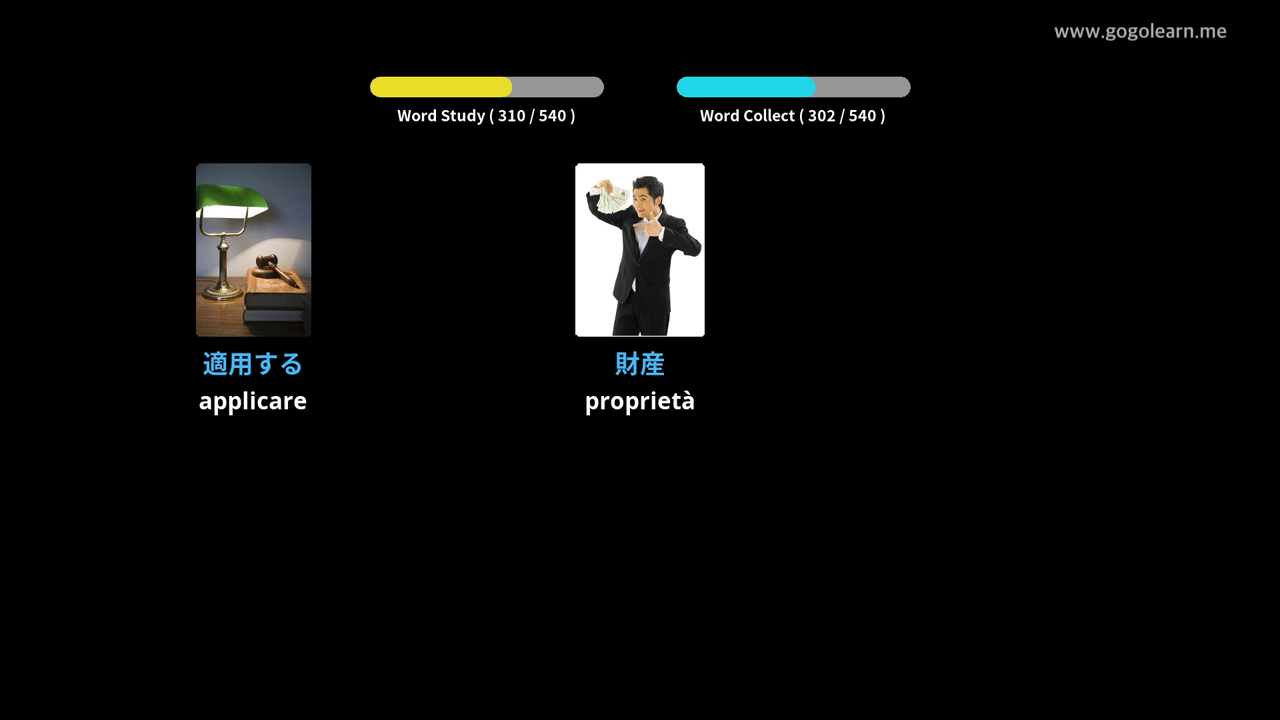 www.gogolearn.me
Word Study ( 310 / 540 )
Word Collect ( 302 / 540 )
適用する
applicare
財産
proprietà